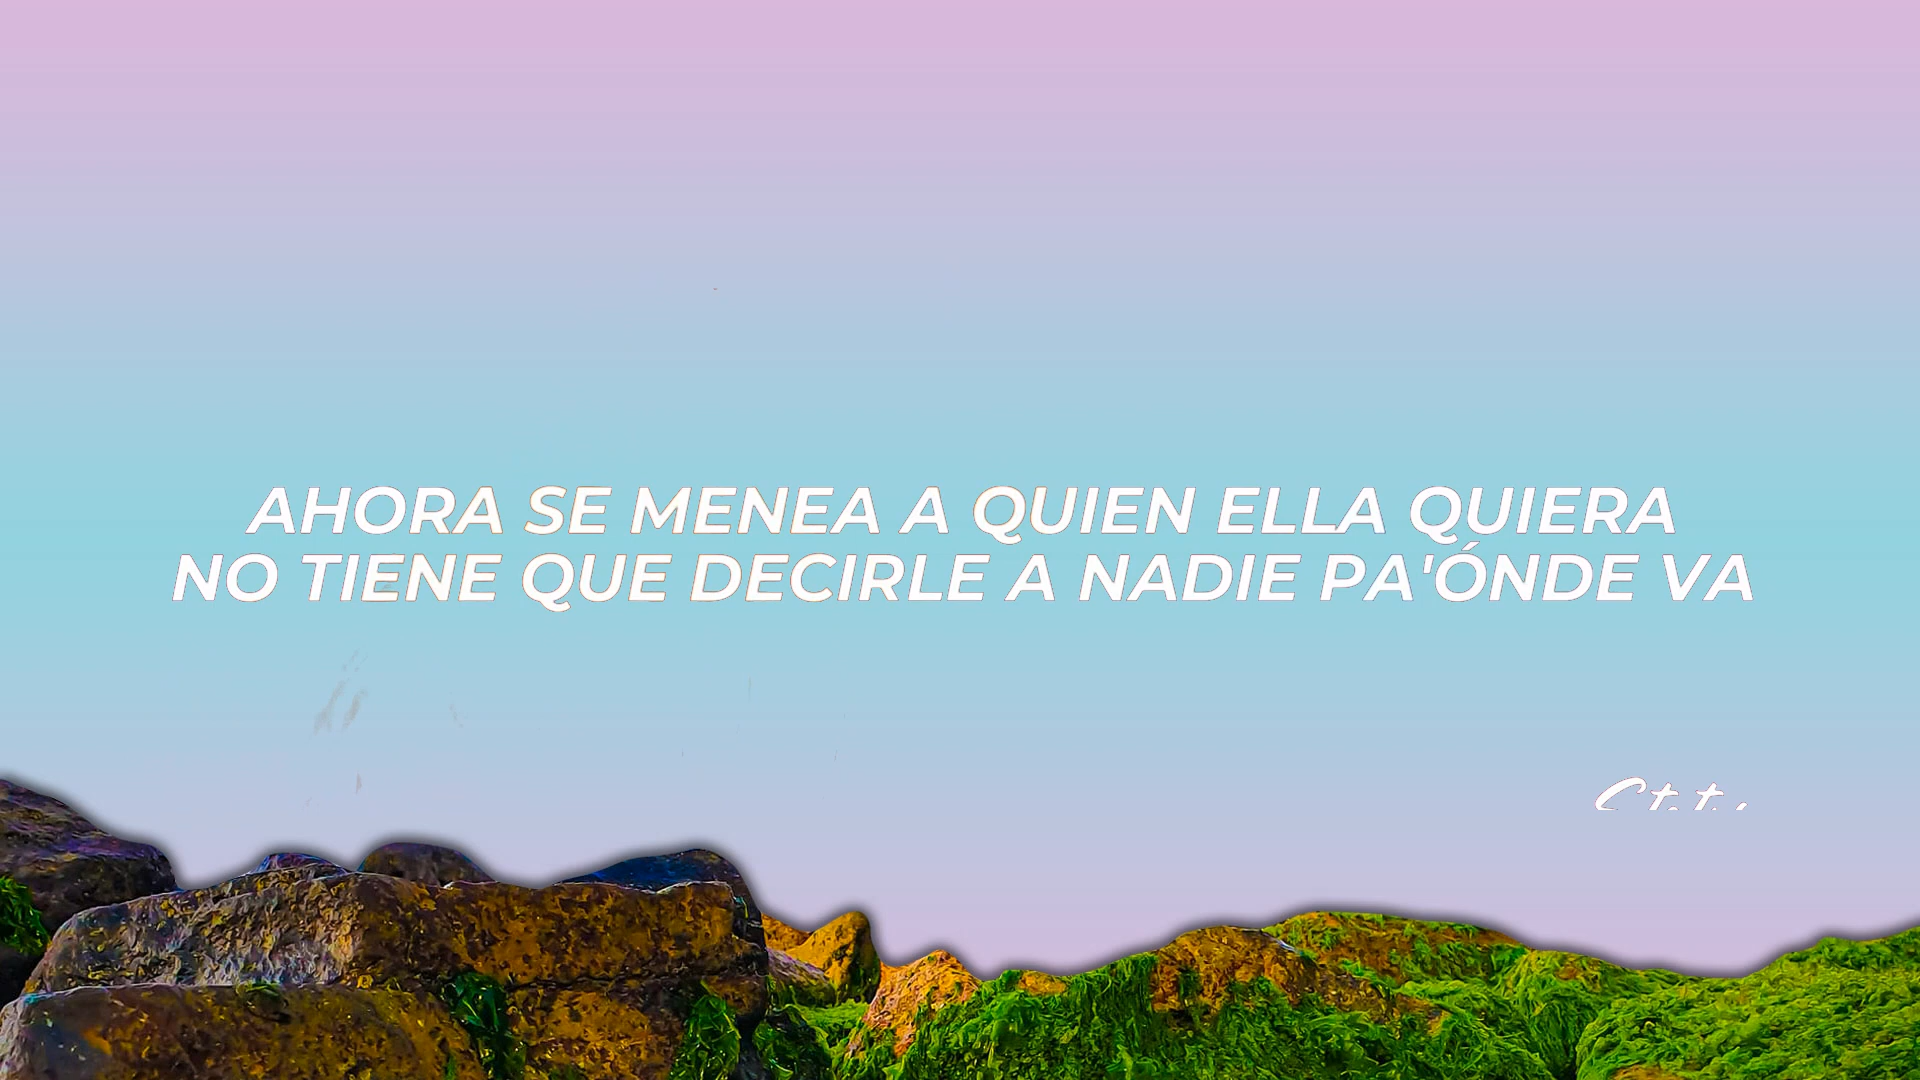 AHORA SE MENEA A QUIEN ELLA QUIERA
NO TIENE QUE DECIRLE A NADIE PA'ÓNDE VA